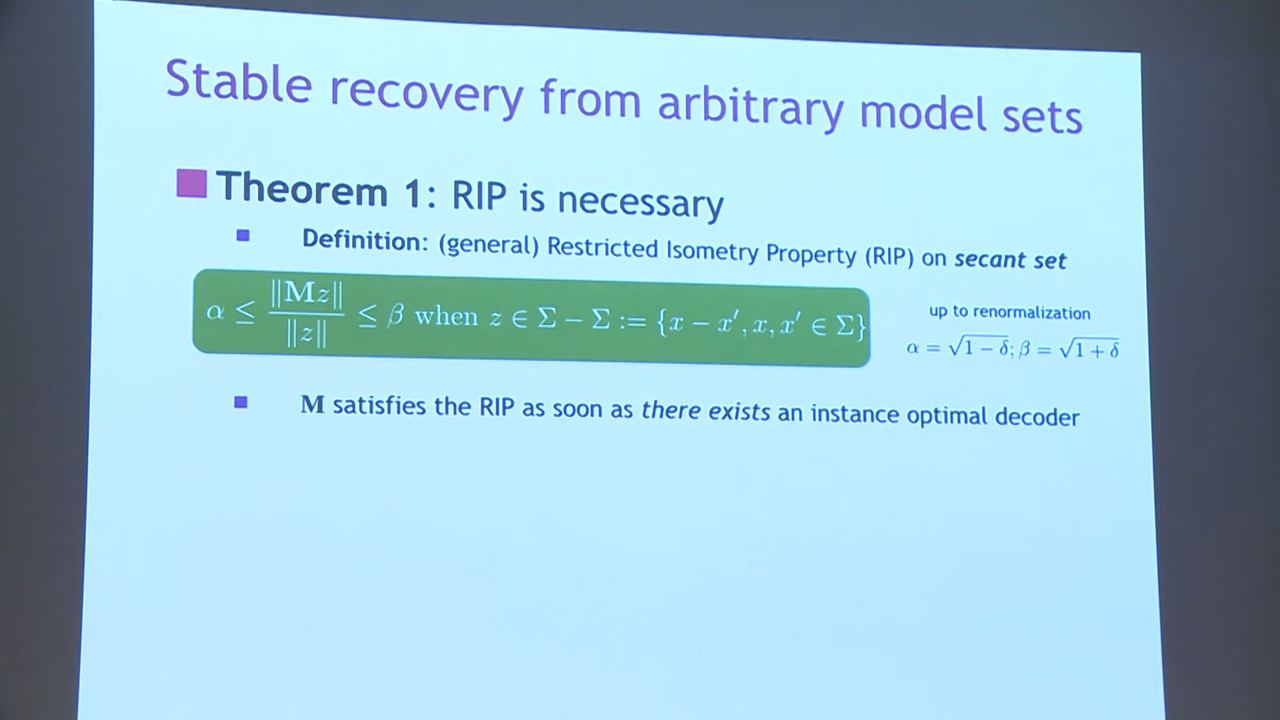 Stable recovery from arbitrary model sets
Theorem 1: RIP is necessary
Definition: (general) Restricted Isometry Property (RIP) on secant set
α ≤ ‖Mz‖ / ‖z‖ ≤ β when z ∈ Σ − Σ := {x − x′, x, x′ ∈ Σ}
up to renormalization
α = √1 − δ; β = √1 + δ
M satisfies the RIP as soon as there exists an instance optimal decoder